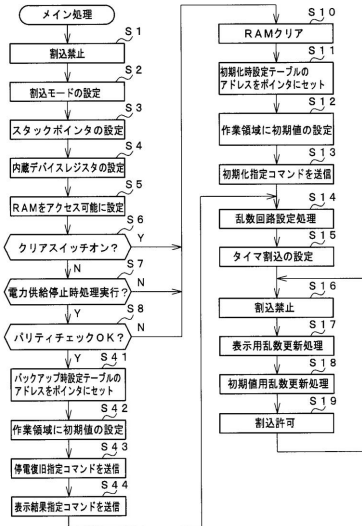 メイン処理
S1
割込禁止
S2
割込モードの設定
S3
スタックポインタの設定
S4
内蔵デバイスレジスタの設定
S5
RAMをアクセス可能に設定
S6
クリアスイッチオン?
Y
N
S7
電力供給停止時処理実行?
N
Y
S8
パリティチェックOK?
N
Y
S41
バックアップ時設定テーブルの
アドレスをポインタにセット
S42
作業領域に初期値の設定
S43
停電復旧指定コマンドを送信
S44
表示結果指定コマンドを送信
S10
RAMクリア
S11
初期化時設定テーブルの
アドレスをポインタにセット
S12
作業領域に初期値の設定
S13
初期化指定コマンドを送信
S14
乱数回路設定処理
S15
タイマ割込の設定
S16
割込禁止
S17
表示用乱数更新処理
S18
初期値用乱数更新処理
S19
割込許可